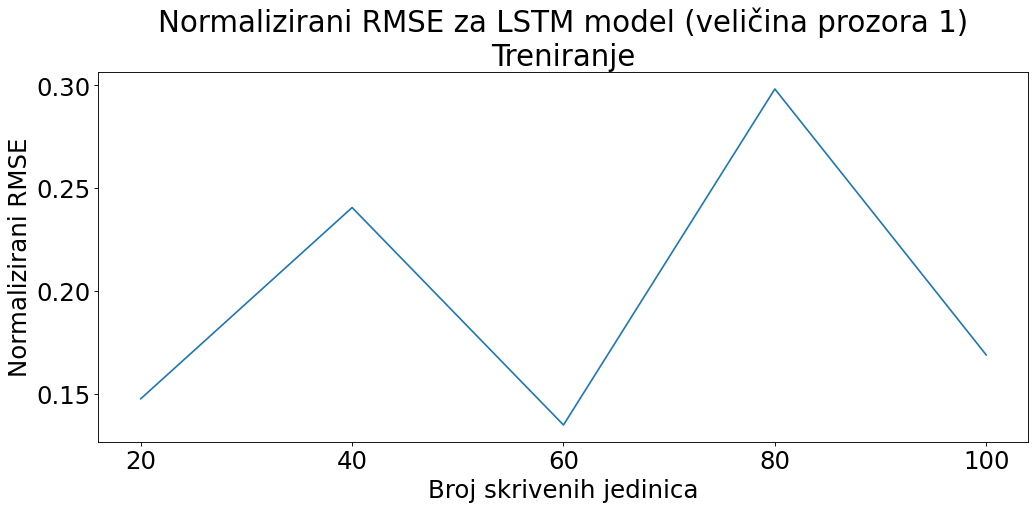 Normalizirani RMSE za LSTM model (veličina prozora 1)
Treniranje
Normalizirani RMSE
0.30
0.25
0.20
0.15
20 40 60 80 100
Broj skrivenih jedinica